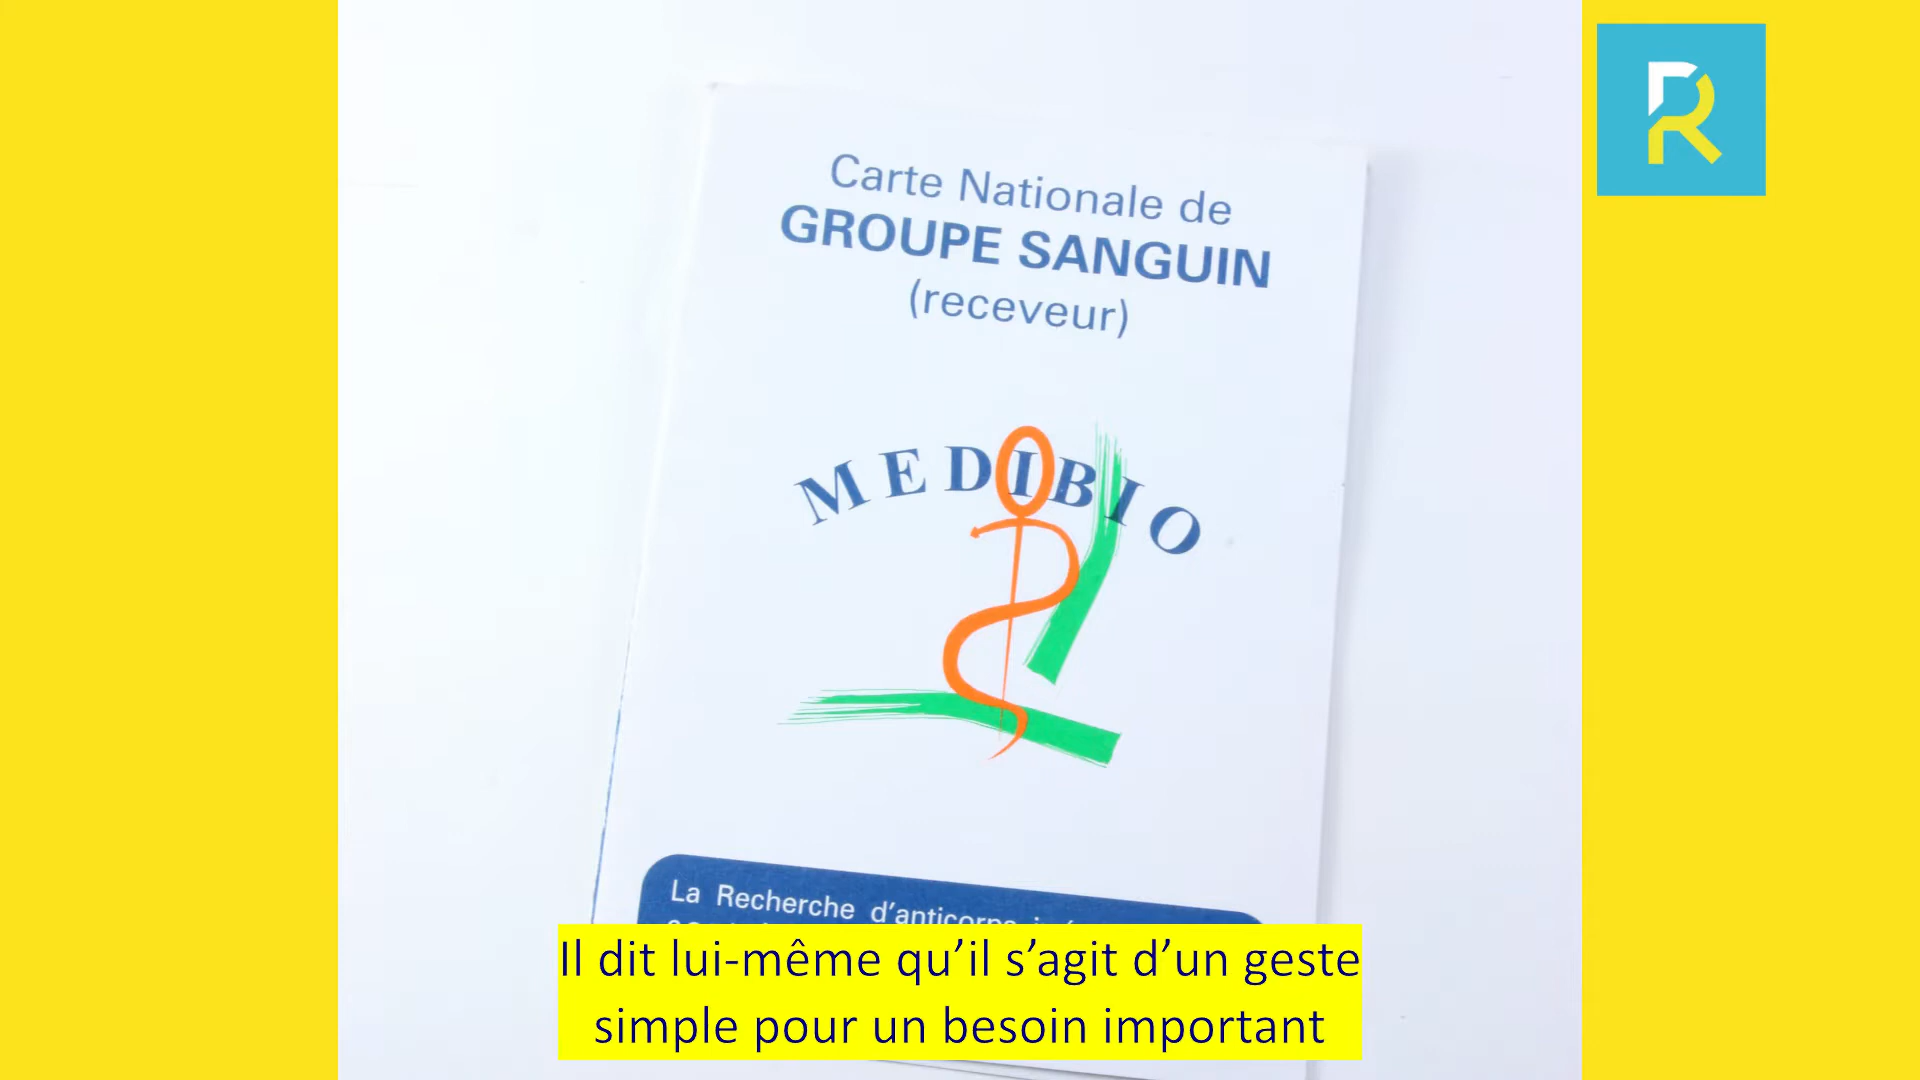 Carte Nationale de
GROUPE SANGUIN
(receveur)
MEDIBIO
La Recherche d'anticorps
Il dit lui-même qu'il s'agit d'un geste
simple pour un besoin important